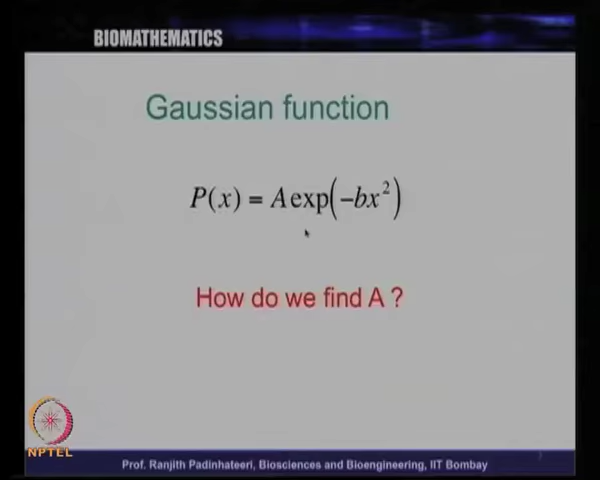 BIOMATHEMATICS
Gaussian function
P(x) = A exp(−bx²)
How do we find A ?
NPTEL
Prof. Ranjith Padinhateeri, Biosciences and Bioengineering, IIT Bombay